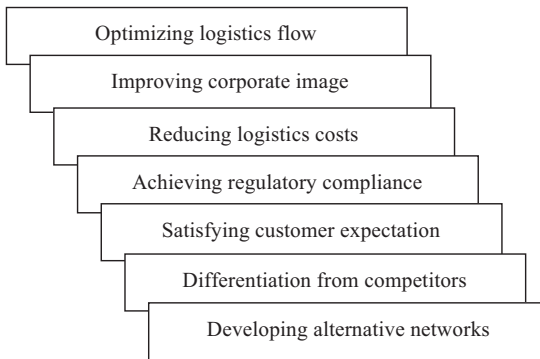 Optimizing logistics flow
Improving corporate image
Reducing logistics costs
Achieving regulatory compliance
Satisfying customer expectation
Differentiation from competitors
Developing alternative networks